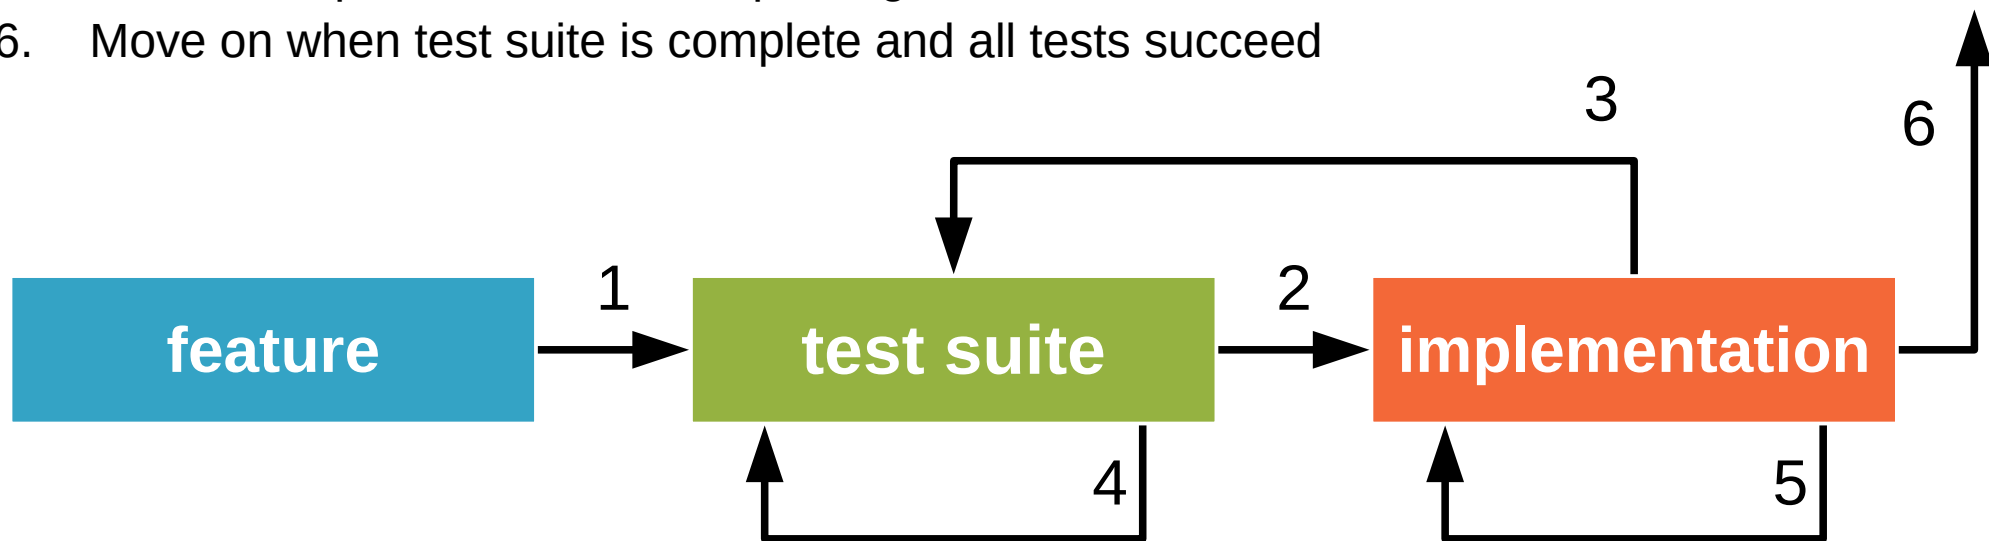 6. Move on when test suite is complete and all tests succeed
3
6
1
2
feature
test suite
implementation
4
5